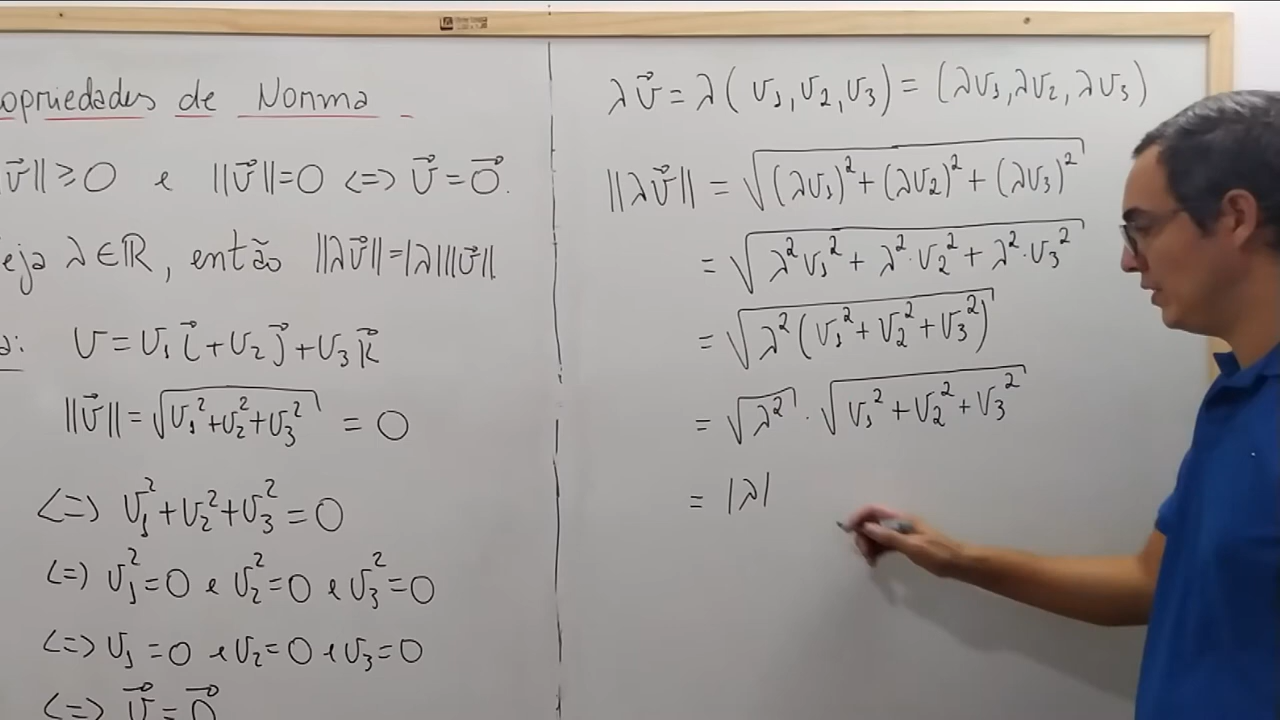 opriedades de Norma
v⃗|| ≥ 0 e ||v⃗|| = 0 <=> v⃗ = 0⃗.
eja λ ∈ ℝ, então ||λv⃗|| = |λ| ||v⃗||
a: v = v₁ i⃗ + v₂ j⃗ + v₃ k⃗
||v⃗|| = √(v₁² + v₂² + v₃²) = 0
<=> v₁² + v₂² + v₃² = 0
<=> v₁² = 0 e v₂² = 0 e v₃² = 0
<=> v₁ = 0 e v₂ = 0 e v₃ = 0
<=> v⃗ = 0⃗
λv⃗ = λ(v₁, v₂, v₃) = (λv₁, λv₂, λv₃)
||λv⃗|| = √((λv₁)² + (λv₂)² + (λv₃)²)
= √(λ²v₁² + λ²·v₂² + λ²·v₃²)
= √(λ²(v₁² + v₂² + v₃²))
= √(λ²) · √(v₁² + v₂² + v₃²)
= |λ|